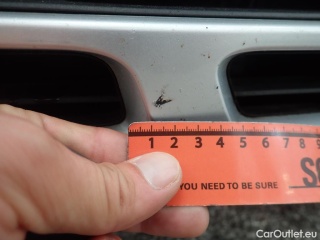 1 2 3 4 5 6 7 8 9
YOU NEED TO BE SURE
CarOutlet.eu